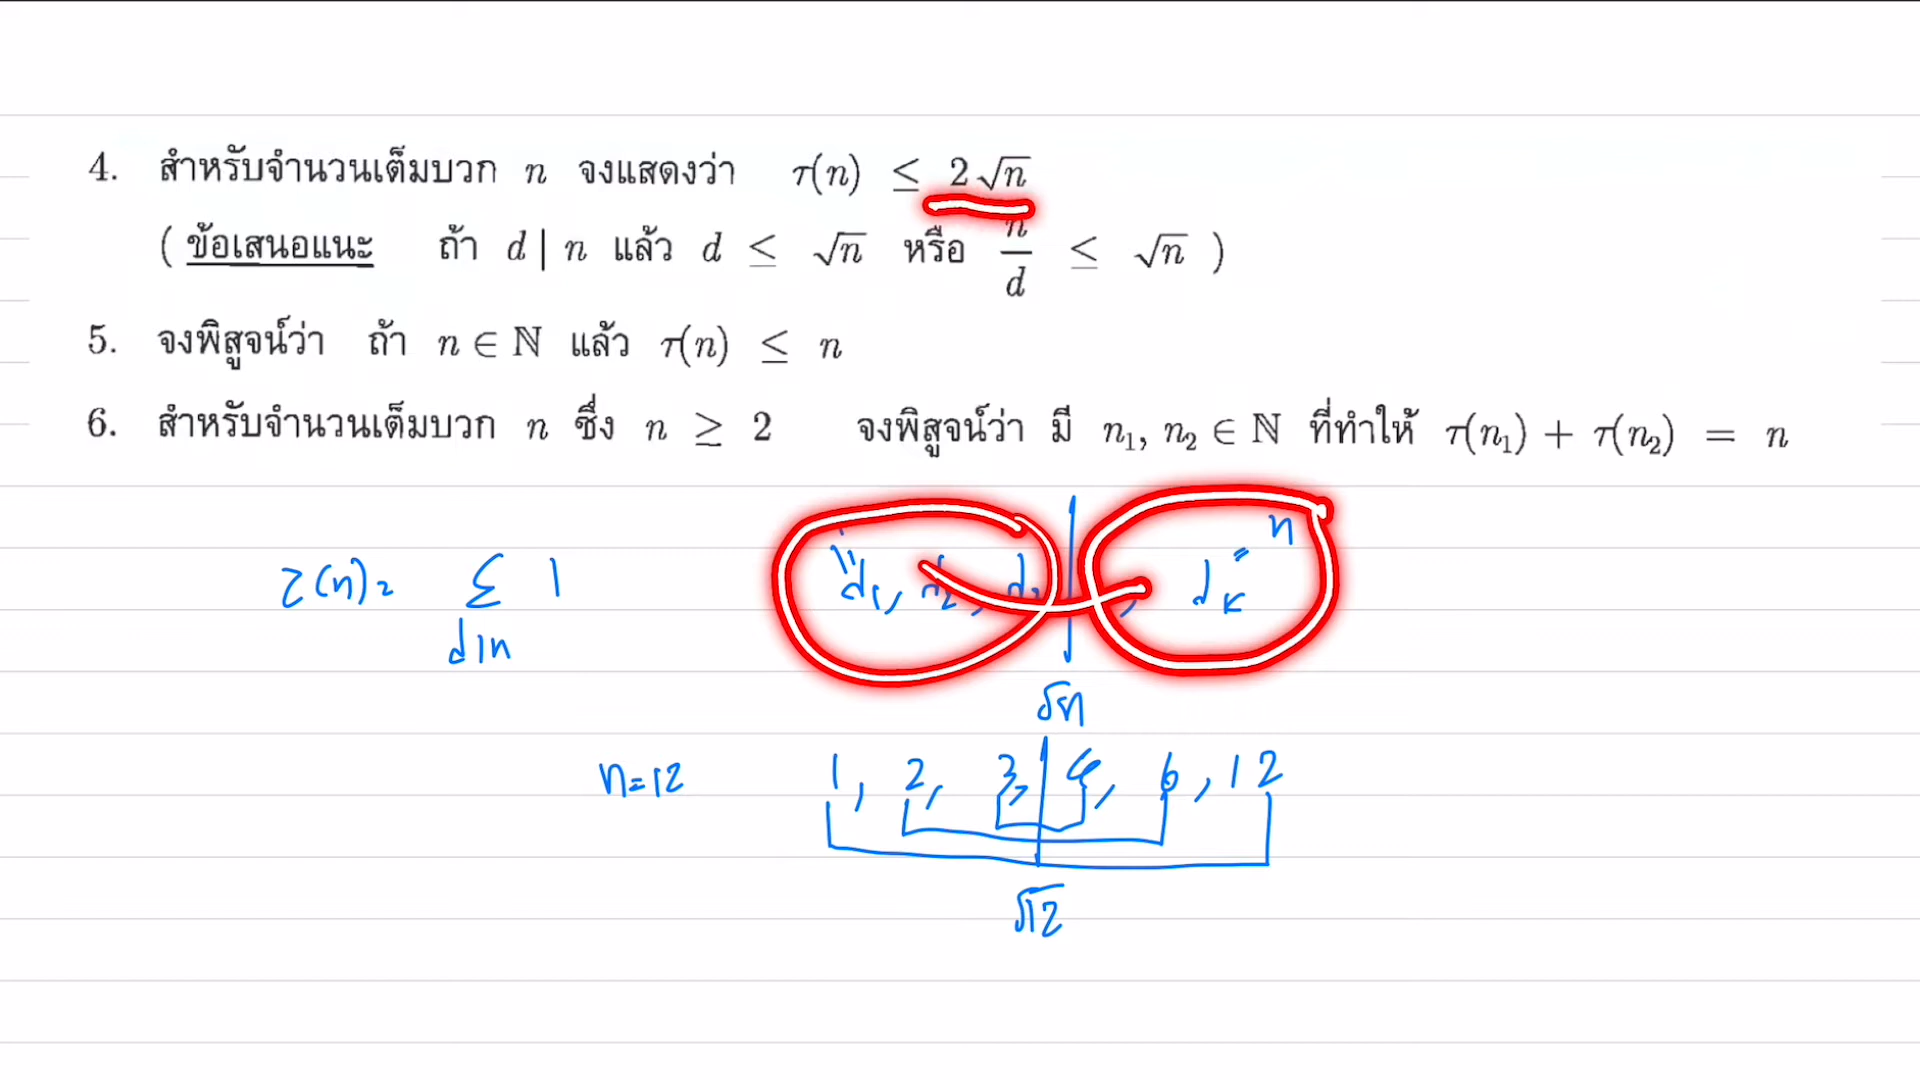 4. สำหรับจำนวนเต็มบวก n จงแสดงว่า τ(n) ≤ 2√n
( ข้อเสนอแนะ ถ้า d | n แล้ว d ≤ √n หรือ n/d ≤ √n )
5. จงพิสูจน์ว่า ถ้า n ∈ ℕ แล้ว τ(n) ≤ n
6. สำหรับจำนวนเต็มบวก n ซึ่ง n ≥ 2 จงพิสูจน์ว่า มี n₁, n₂ ∈ ℕ ที่ทำให้ τ(n₁) + τ(n₂) = n
τ(n) = Σ 1
d|n
d₁, d₂, , dₖ = n
√n
n=12 1, 2, 3, 4, 6, 12
√12